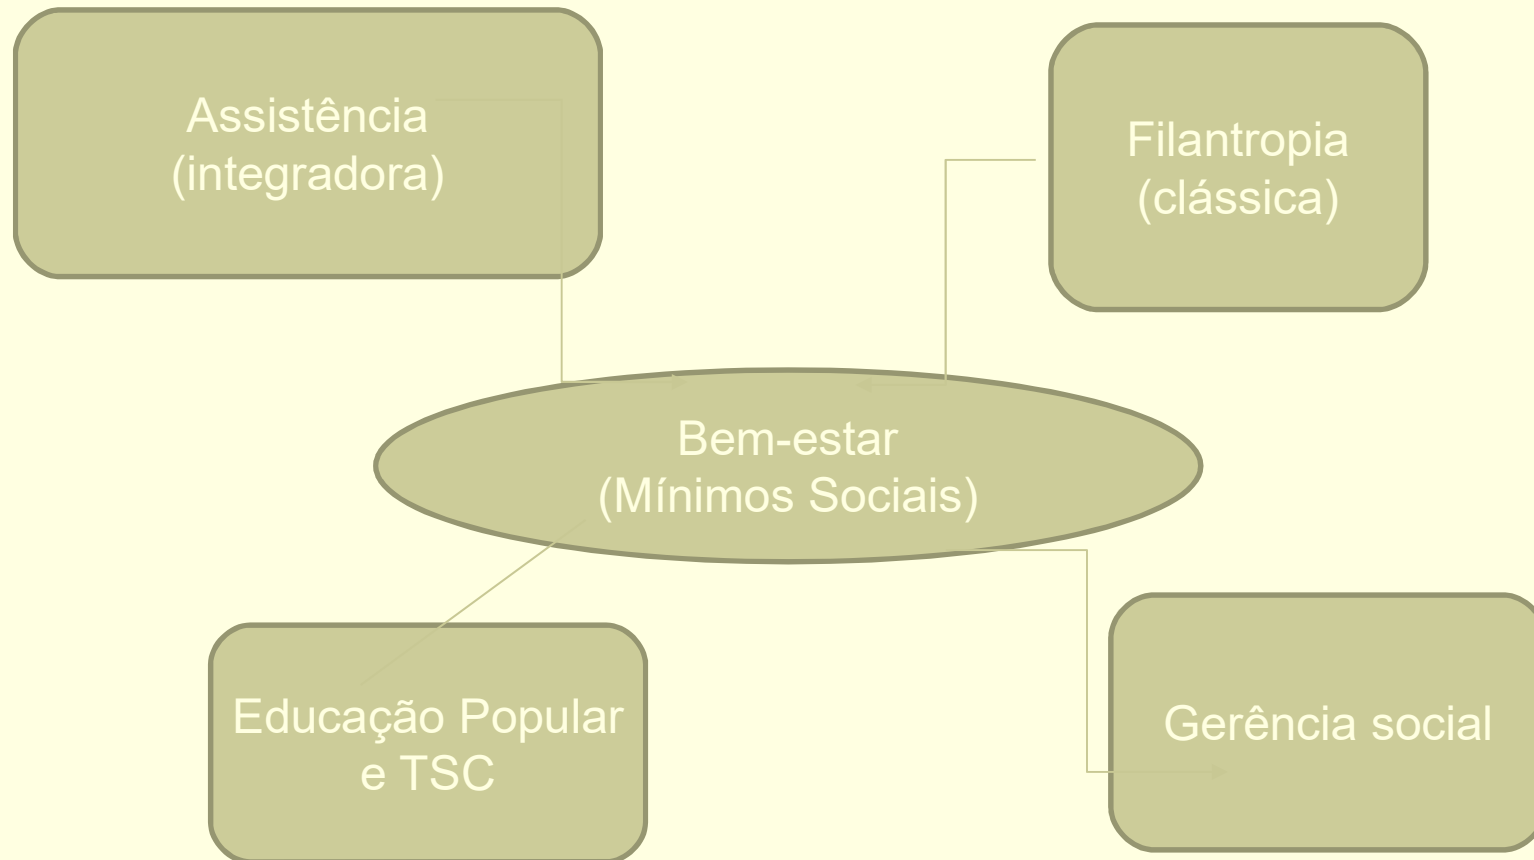 Assistência
(integradora)
Filantropia
(clássica)
Bem-estar
(Mínimos Sociais)
Educação Popular
e TSC
Gerência social